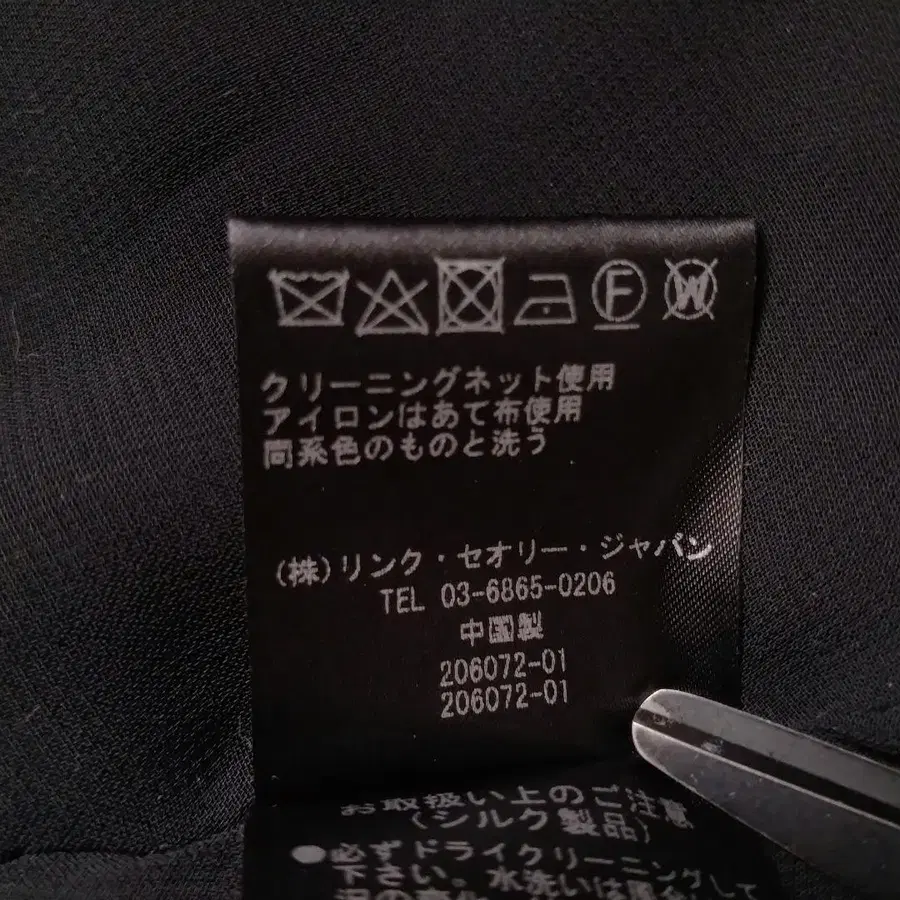 F W
クリーニングネット使用
アイロンはあて布使用
同系色のものと洗う
(株)リンク・セオリー・ジャパン
TEL 03-6865-0206
中国製
206072-01
206072-01
お取扱い上のご注意
(シルク製品)
●必ずドライクリーニングして
下さい。水洗いは